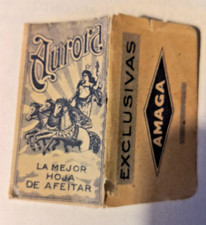 Aurora
LA MEJOR
HOJA
DE AFEITAR
EXCLUSIVAS
AMAGA